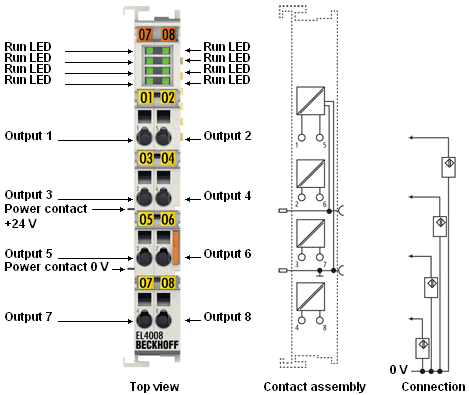 07 08
Run LED Run LED
Run LED Run LED
Run LED Run LED
Run LED Run LED
01 02
Output 1 Output 2
1 5
03 04
Output 3 Output 4
2 6
Power contact
+24 V
05 06
Output 5 Output 6
3 7
Power contact 0 V
07 08
Output 7 Output 8
4 8
0 V
EL4008
BECKHOFF
Top view Contact assembly Connection